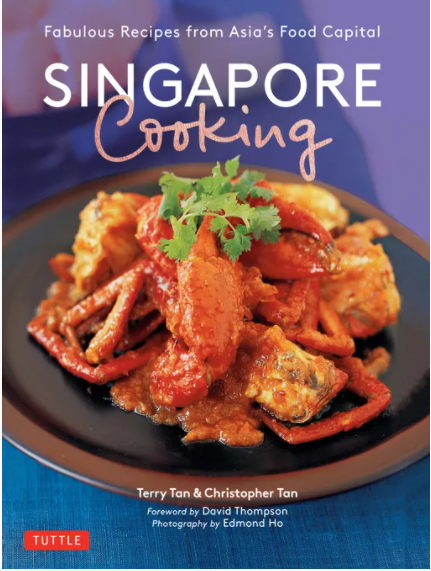 Fabulous Recipes from Asia's Food Capital
SINGAPORE
Cooking
Terry Tan & Christopher Tan
Foreword by David Thompson
Photography by Edmond Ho
TUTTLE